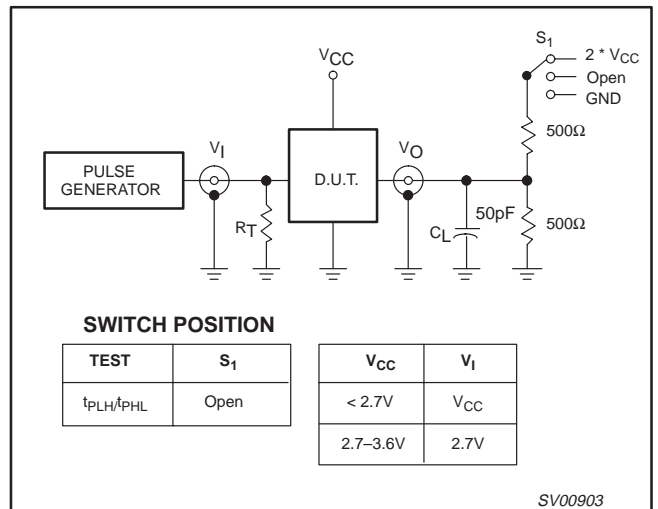 S1
2 * VCC
Open
GND
VCC
500Ω
VI
VO
PULSE
GENERATOR
D.U.T.
RT
50pF
CL
500Ω
SWITCH POSITION
TEST S1
tPLH/tPHL Open
VCC VI
< 2.7V VCC
2.7–3.6V 2.7V
SV00903